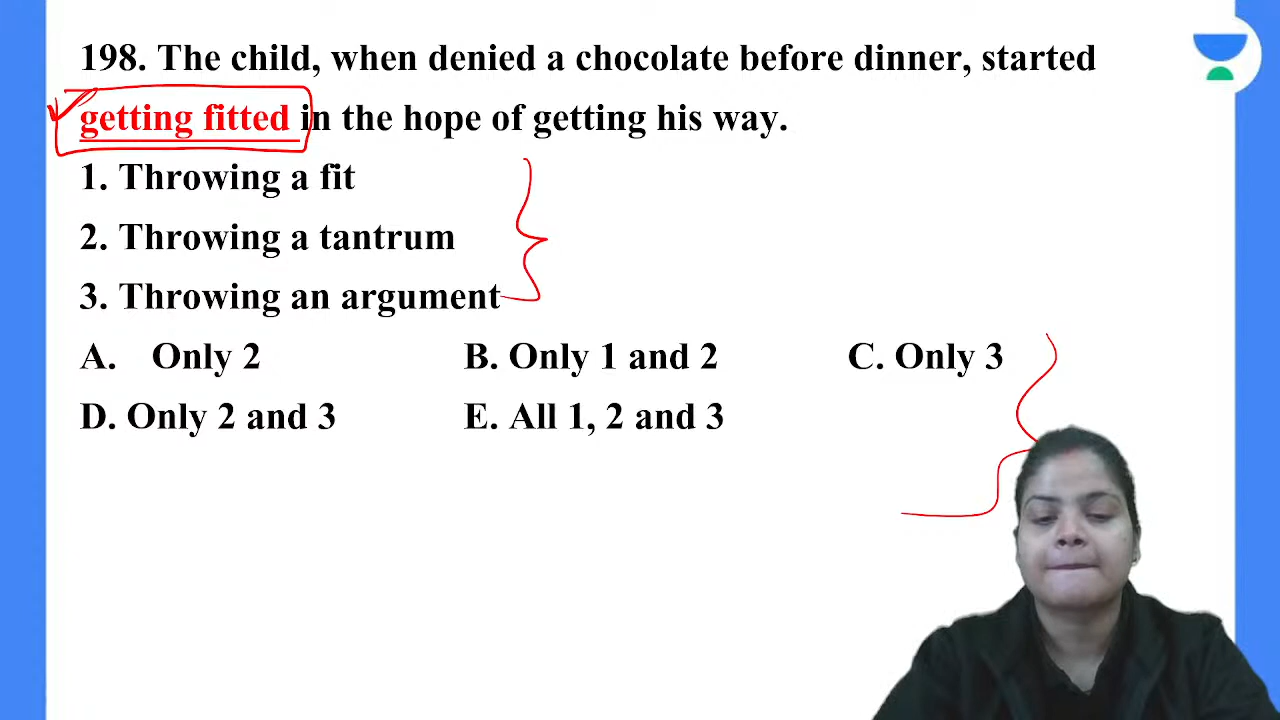 198. The child, when denied a chocolate before dinner, started
getting fitted in the hope of getting his way.
1. Throwing a fit
2. Throwing a tantrum
3. Throwing an argument
A. Only 2 B. Only 1 and 2 C. Only 3
D. Only 2 and 3 E. All 1, 2 and 3